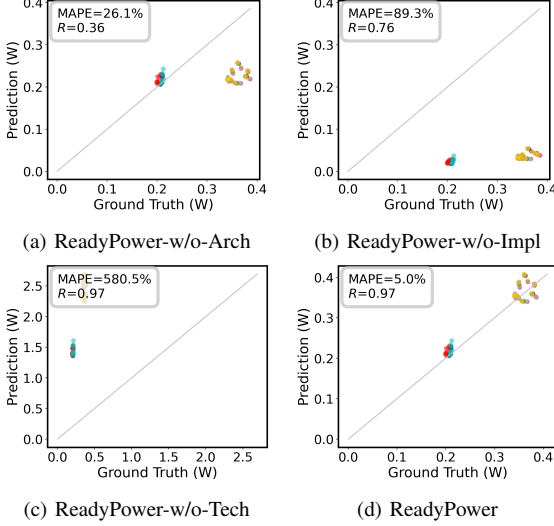 MAPE=26.1%
R=0.36
Prediction (W)
0.4
0.3
0.2
0.1
0.0
0.0 0.1 0.2 0.3 0.4
Ground Truth (W)
(a) ReadyPower-w/o-Arch
MAPE=89.3%
R=0.76
Prediction (W)
0.4
0.3
0.2
0.1
0.0
0.0 0.1 0.2 0.3 0.4
Ground Truth (W)
(b) ReadyPower-w/o-Impl
MAPE=580.5%
R=0.97
Prediction (W)
2.5
2.0
1.5
1.0
0.5
0.0
0.0 0.5 1.0 1.5 2.0 2.5
Ground Truth (W)
(c) ReadyPower-w/o-Tech
MAPE=5.0%
R=0.97
Prediction (W)
0.4
0.3
0.2
0.1
0.0
0.0 0.1 0.2 0.3 0.4
Ground Truth (W)
(d) ReadyPower